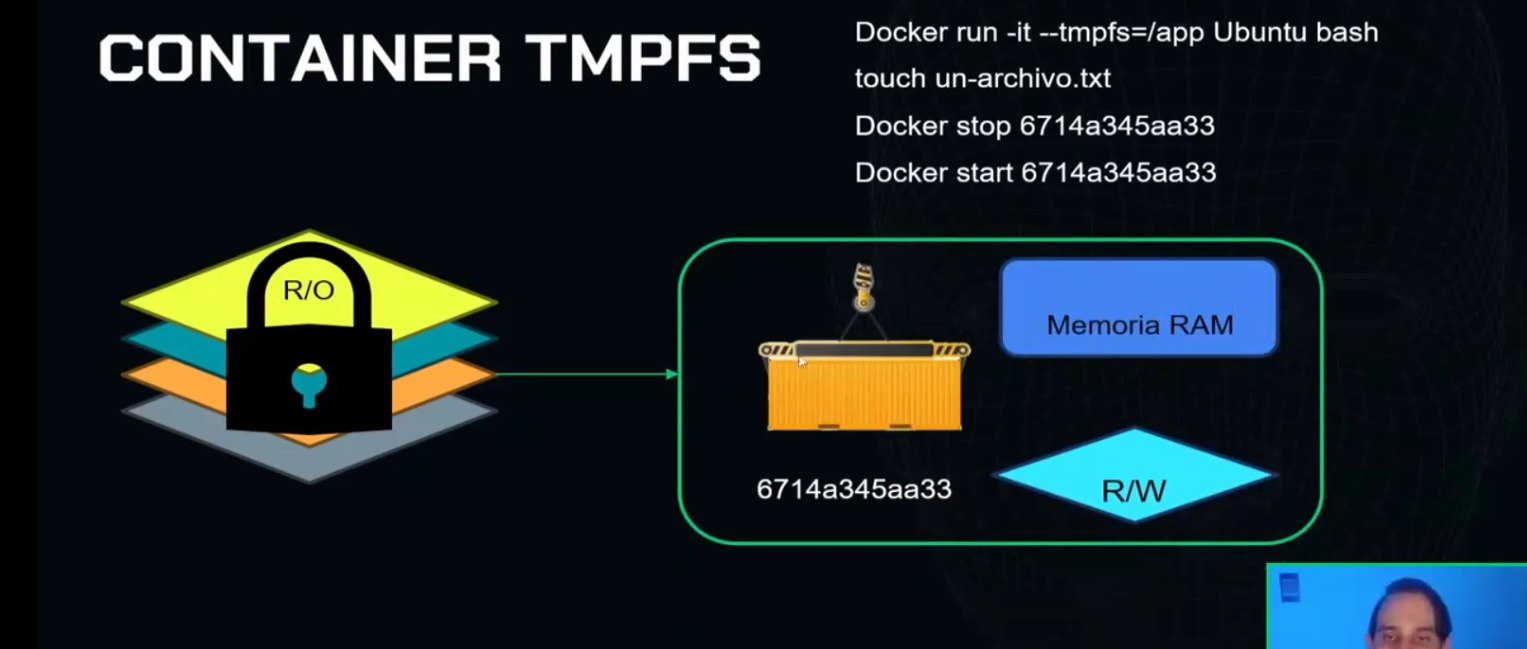 CONTAINER TMPFS
Docker run -it --tmpfs=/app Ubuntu bash
touch un-archivo.txt
Docker stop 6714a345aa33
Docker start 6714a345aa33
R/O
Memoria RAM
6714a345aa33
R/W